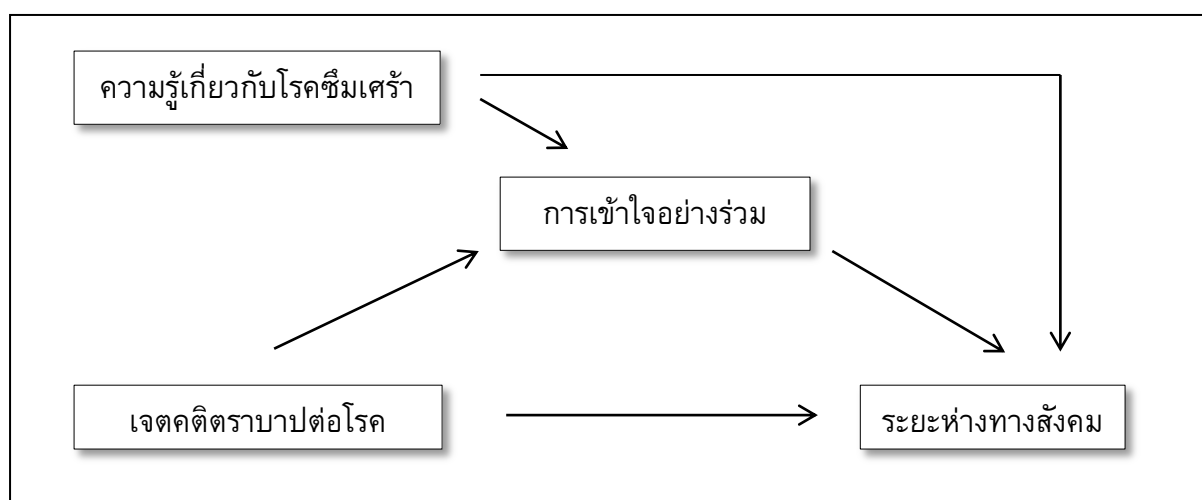 ความรู้เกี่ยวกับโรคซึมเศร้า
การเข้าใจอย่างร่วม
เจตคติตราบาปต่อโรค
ระยะห่างทางสังคม